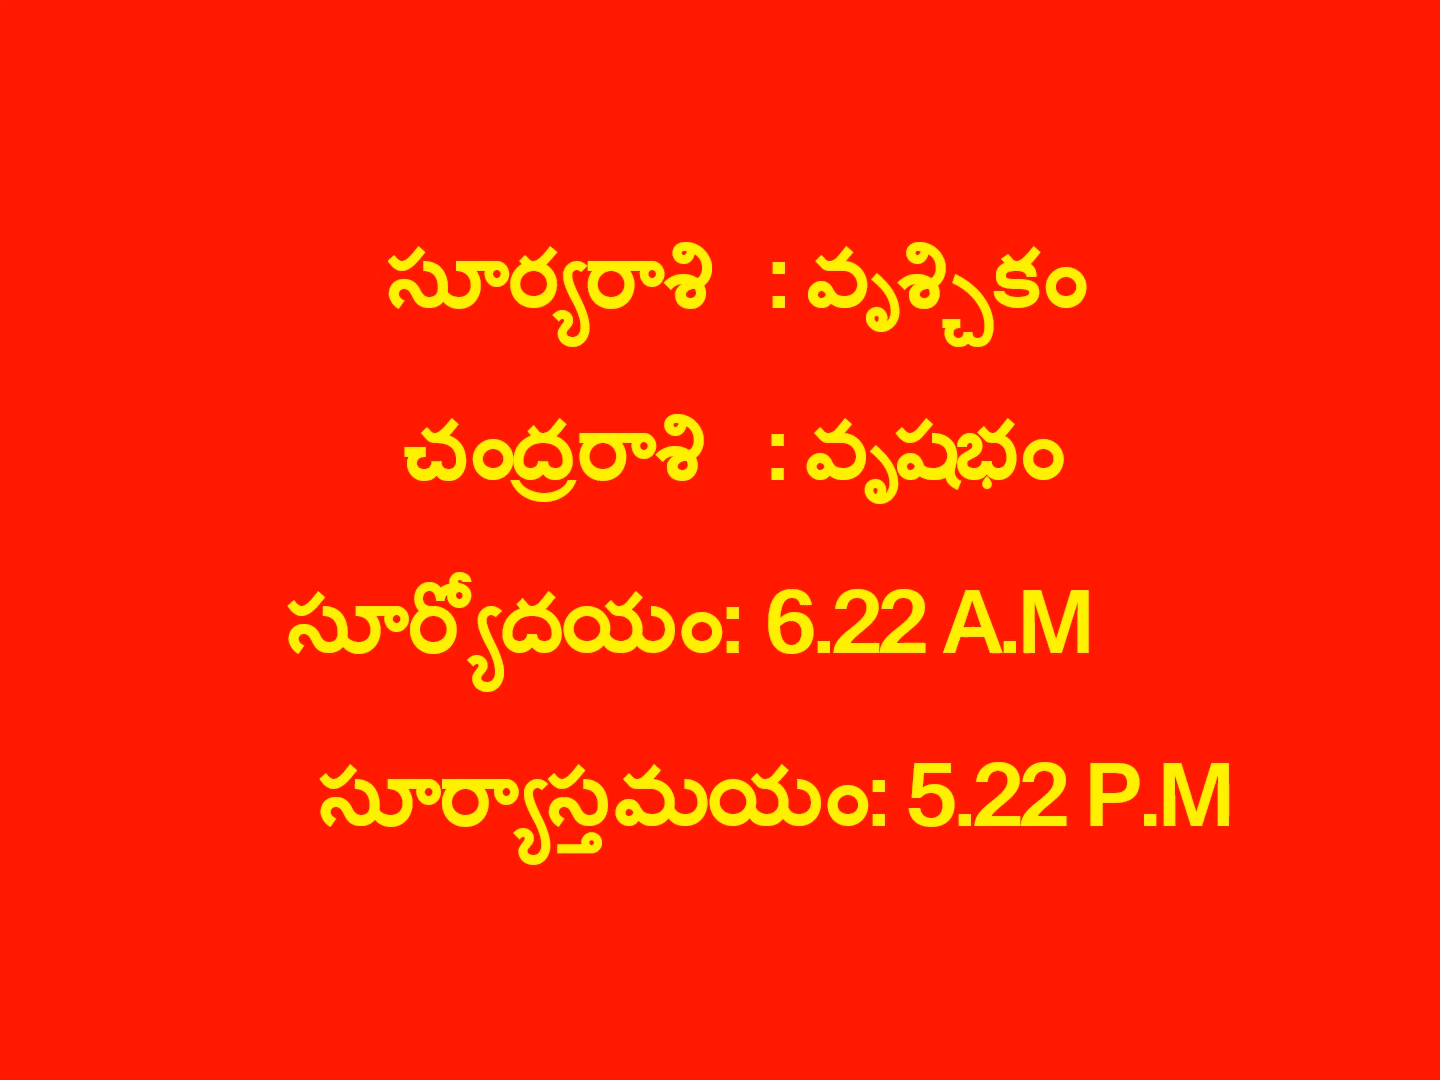 సూర్యరాశి : వృశ్చికం
చంద్రరాశి : వృషభం
సూర్యోదయం: 6.22 A.M
సూర్యాస్తమయం: 5.22 P.M